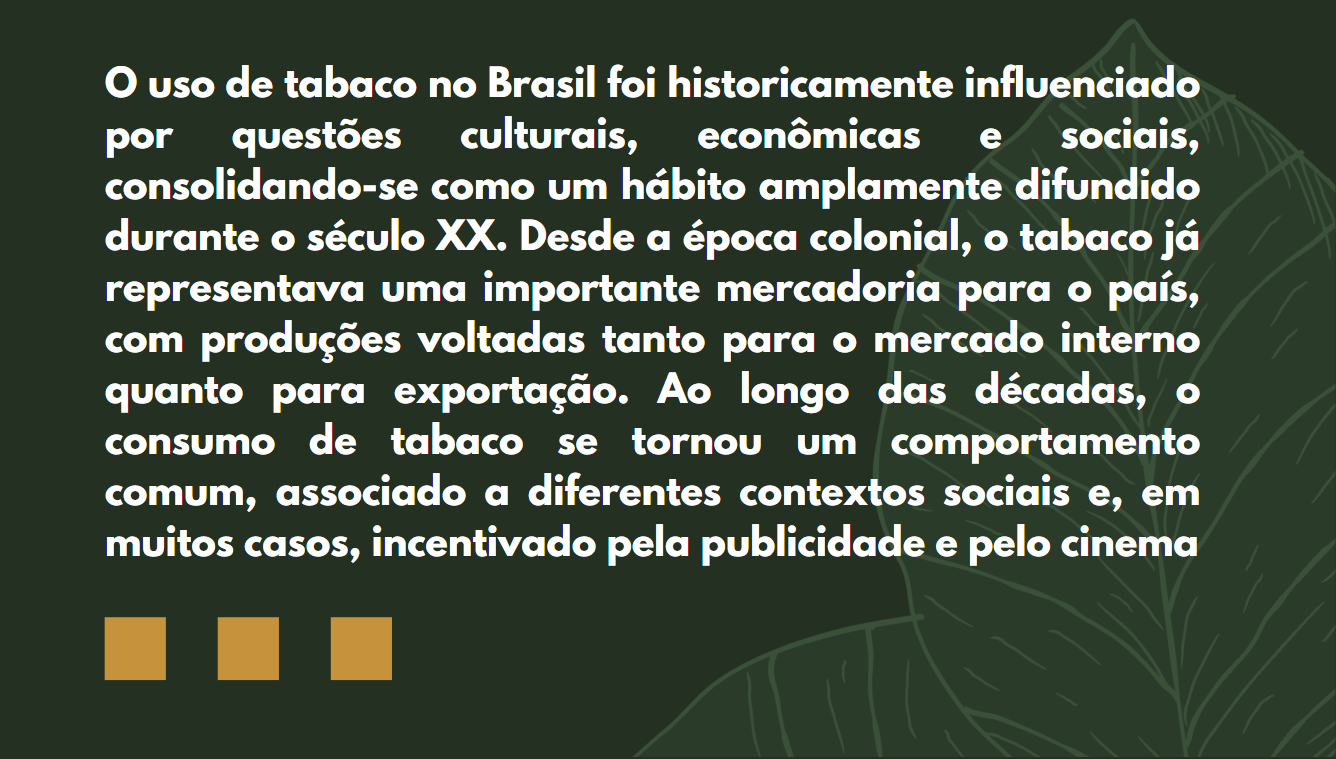 O uso de tabaco no Brasil foi historicamente influenciado
por questões culturais, econômicas e sociais,
consolidando-se como um hábito amplamente difundido
durante o século XX. Desde a época colonial, o tabaco já
representava uma importante mercadoria para o país,
com produções voltadas tanto para o mercado interno
quanto para exportação. Ao longo das décadas, o
consumo de tabaco se tornou um comportamento
comum, associado a diferentes contextos sociais e, em
muitos casos, incentivado pela publicidade e pelo cinema